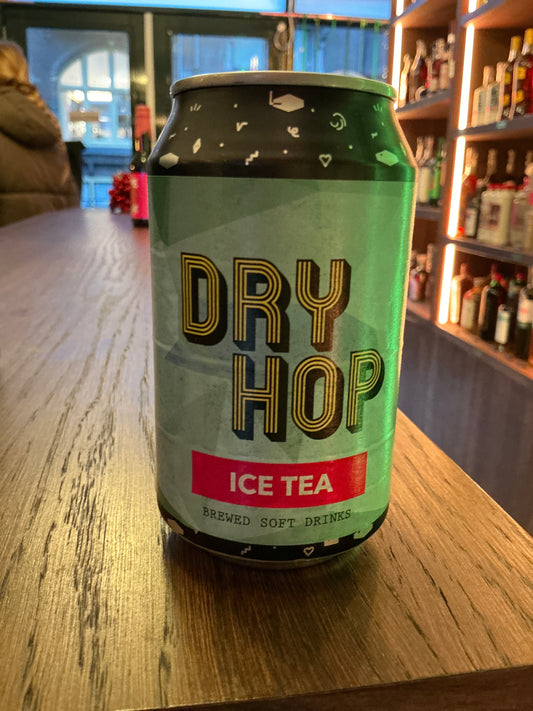 DRY
HOP
ICE TEA
BREWED SOFT DRINKS